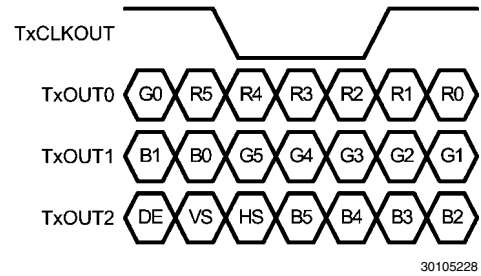 TxCLKOUT
TxOUT0 G0 R5 R4 R3 R2 R1 R0
TxOUT1 B1 B0 G5 G4 G3 G2 G1
TxOUT2 DE VS HS B5 B4 B3 B2
30105228